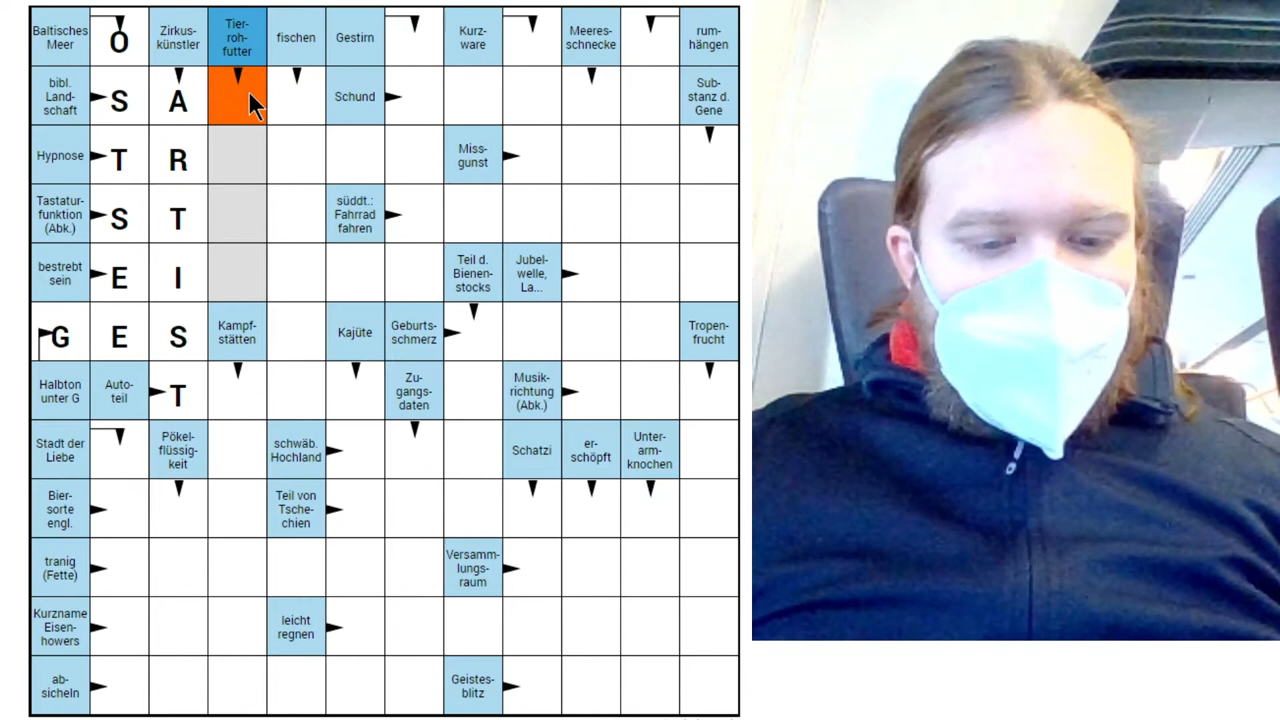 Baltisches
Meer
O
Zirkus-
künstler
Tier-
roh-
futter
fischen
Gestirn
Kurz-
ware
Meeres-
schnecke
rum-
hängen
bibl.
Land-
schaft
S
A
Schund
Sub-
stanz d.
Gene
Hypnose
T
R
Miss-
gunst
Tastatur-
funktion
(Abk.)
S
T
süddt.:
Fahrrad
fahren
bestrebt
sein
E
I
Teil d.
Bienen-
stocks
Jubel-
welle,
La...
G
E
S
Kampf-
stätten
Kajüte
Geburts-
schmerz
Tropen-
frucht
Halbton
unter G
Auto-
teil
T
Zu-
gangs-
daten
Musik-
richtung
(Abk.)
Stadt der
Liebe
Pökel-
flüssig-
keit
schwäb.
Hochland
Schatzi
er-
schöpft
Unter-
arm-
knochen
Bier-
sorte
engl.
Teil von
Tsche-
chien
tranig
(Fette)
Versamm-
lungs-
raum
Kurzname
Eisen-
howers
leicht
regnen
ab-
sicheln
Geistes-
blitz